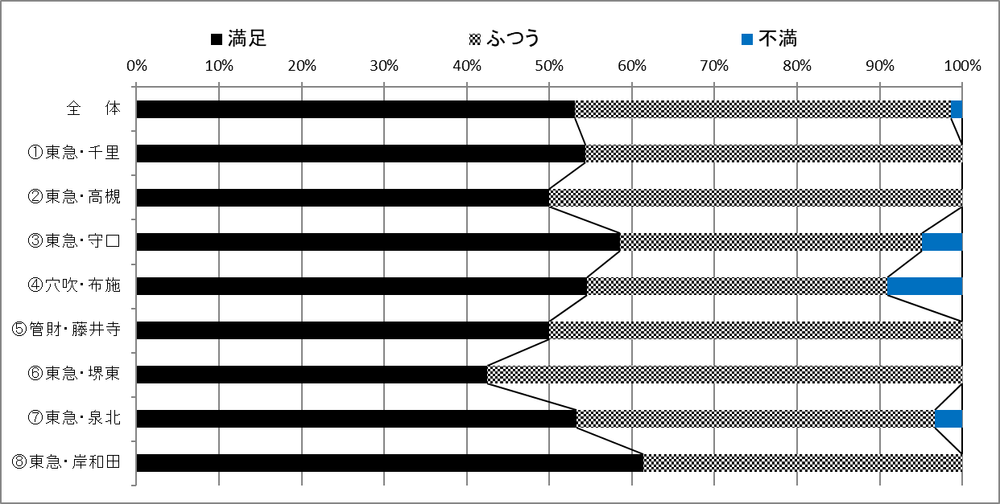 満足 ふつう 不満
0% 10% 20% 30% 40% 50% 60% 70% 80% 90% 100%
全　体
①東急・千里
②東急・高槻
③東急・守口
④穴吹・布施
⑤管財・藤井寺
⑥東急・堺東
⑦東急・泉北
⑧東急・岸和田